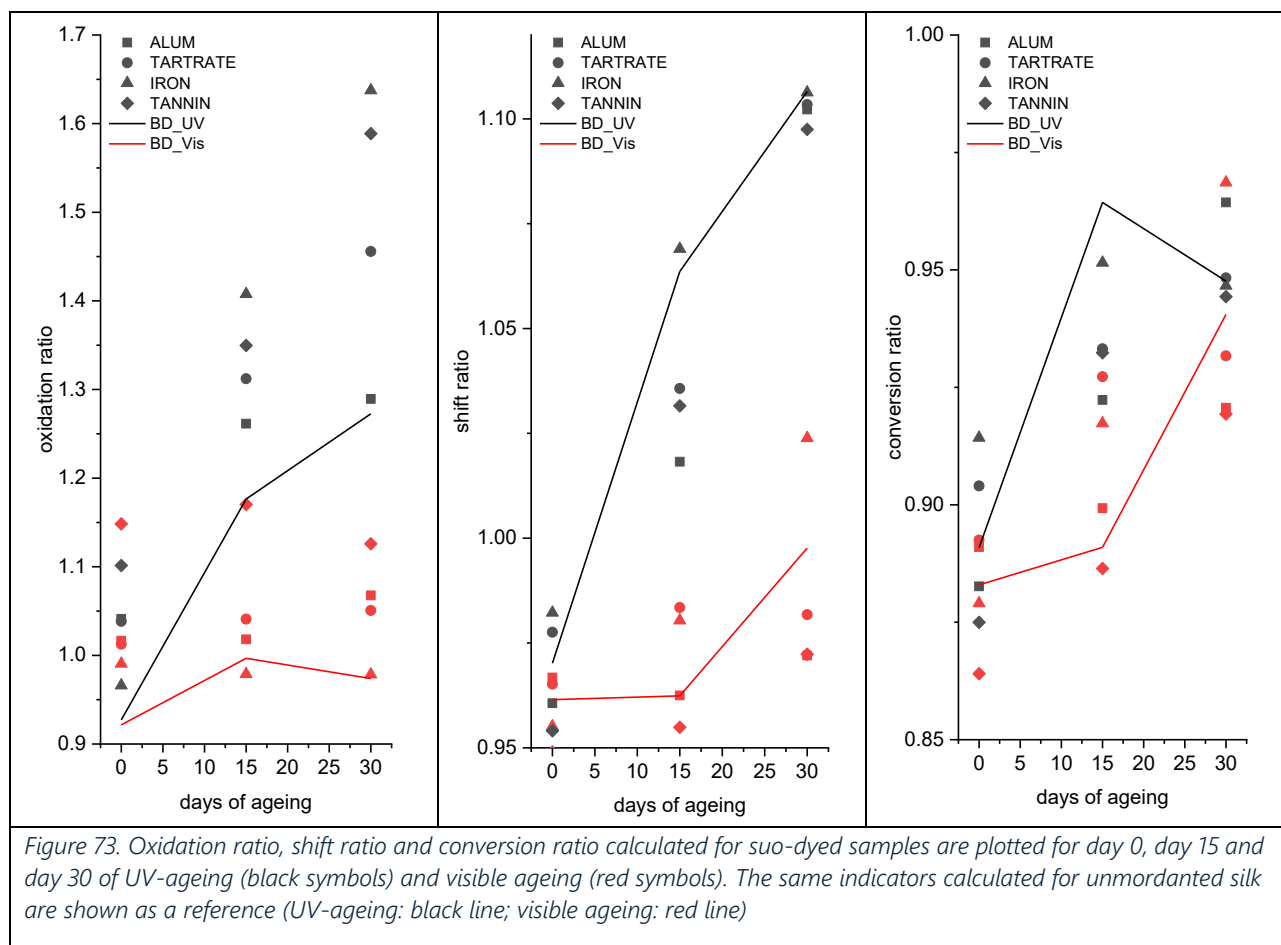 1.7
1.6
1.5
1.4
1.3
1.2
1.1
1.0
0.9
oxidation ratio
ALUM
TARTRATE
IRON
TANNIN
BD_UV
BD_Vis
0 5 10 15 20 25 30
days of ageing
1.10
1.05
1.00
0.95
shift ratio
ALUM
TARTRATE
IRON
TANNIN
BD_UV
BD_Vis
0 5 10 15 20 25 30
days of ageing
1.00
0.95
0.90
0.85
conversion ratio
ALUM
TARTRATE
IRON
TANNIN
BD_UV
BD_Vis
0 5 10 15 20 25 30
days of ageing
Figure 73. Oxidation ratio, shift ratio and conversion ratio calculated for suo-dyed samples are plotted for day 0, day 15 and
day 30 of UV-ageing (black symbols) and visible ageing (red symbols). The same indicators calculated for unmordanted silk
are shown as a reference (UV-ageing: black line; visible ageing: red line)